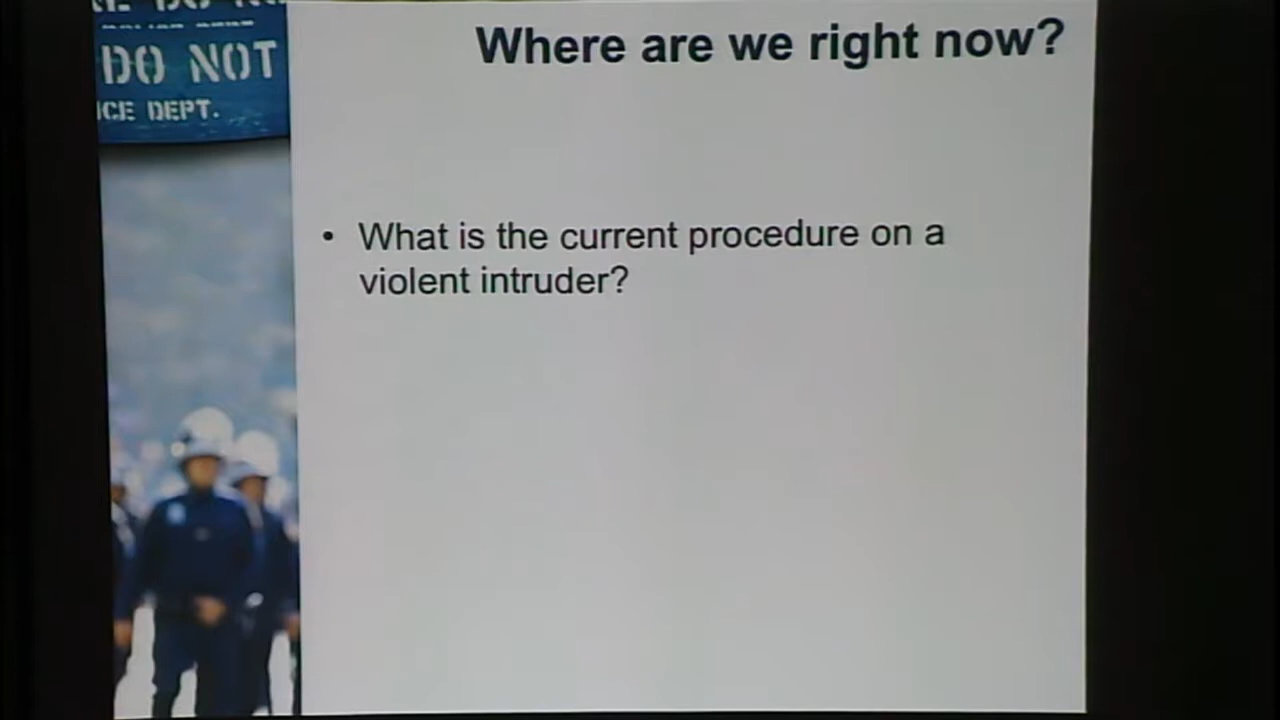 DO NOT
ICE DEPT.
Where are we right now?
• What is the current procedure on a
violent intruder?